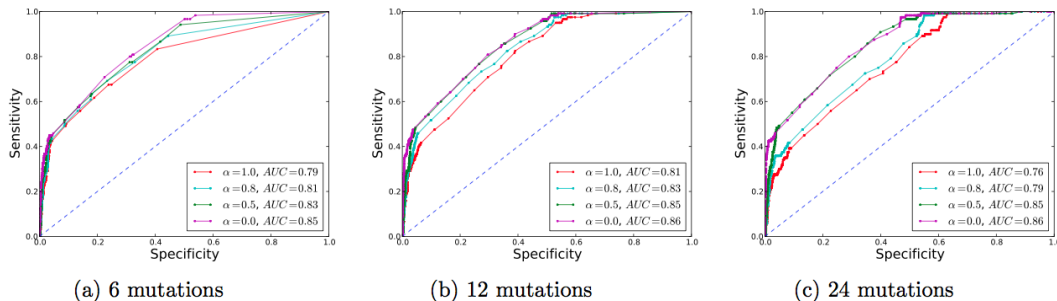 1.0
0.8
0.6
0.4
0.2
0.0
Sensitivity
0.0 0.2 0.4 0.6 0.8 1.0
Specificity
α=1.0, AUC=0.79
α=0.8, AUC=0.81
α=0.5, AUC=0.83
α=0.0, AUC=0.85
(a) 6 mutations
1.0
0.8
0.6
0.4
0.2
0.0
Sensitivity
0.0 0.2 0.4 0.6 0.8 1.0
Specificity
α=1.0, AUC=0.81
α=0.8, AUC=0.83
α=0.5, AUC=0.85
α=0.0, AUC=0.86
(b) 12 mutations
1.0
0.8
0.6
0.4
0.2
0.0
Sensitivity
0.0 0.2 0.4 0.6 0.8 1.0
Specificity
α=1.0, AUC=0.76
α=0.8, AUC=0.79
α=0.5, AUC=0.85
α=0.0, AUC=0.86
(c) 24 mutations